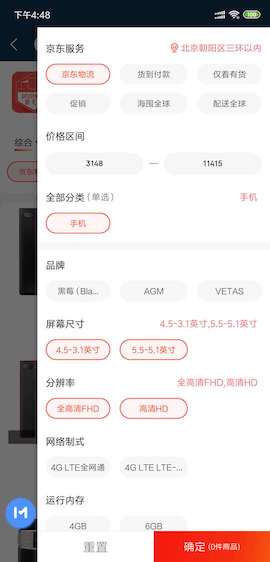 下午4:48
京东服务
北京朝阳区三环以内
京东物流
货到付款
仅看有货
促销
海囤全球
配送全球
价格区间
3148 — 11415
全部分类 (单选)
手机
手机
品牌
黑莓 (Bla...
AGM
VETAS
屏幕尺寸
4.5-3.1英寸,5.5-5.1英寸
4.5-3.1英寸
5.5-5.1英寸
分辨率
全高清FHD,高清HD
全高清FHD
高清HD
网络制式
4G LTE全网通
4G LTE LTE-...
运行内存
4GB
6GB
综合
重置
确定 (0件商品)